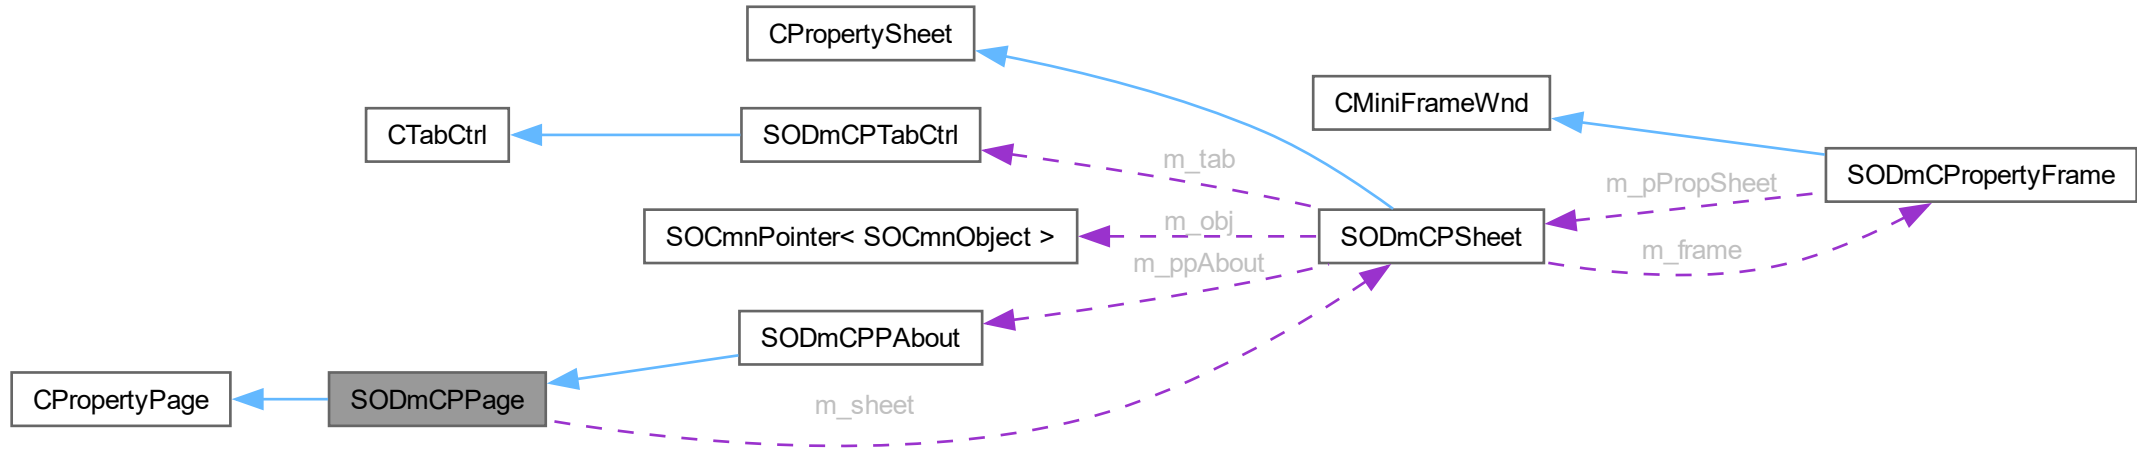 CPropertySheet
CMiniFrameWnd
CTabCtrl
SODmCPTabCtrl
m_tab
SODmCPropertyFrame
m_pPropSheet
SOCmnPointer< SOCmnObject >
m_obj
SODmCPSheet
m_frame
m_ppAbout
SODmCPPAbout
CPropertyPage
SODmCPPage
m_sheet